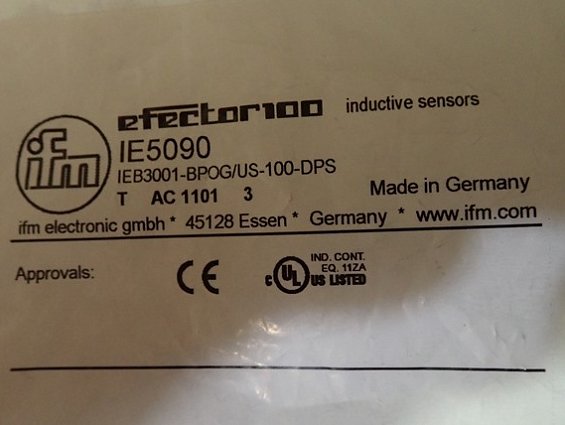 ifm
efector100 inductive sensors
IE5090
IEB3001-BPOG/US-100-DPS
T AC 1101 3 Made in Germany
ifm electronic gmbh * 45128 Essen * Germany * www.ifm.com
Approvals: CE c UL US LISTED
IND. CONT.
EQ. 11ZA